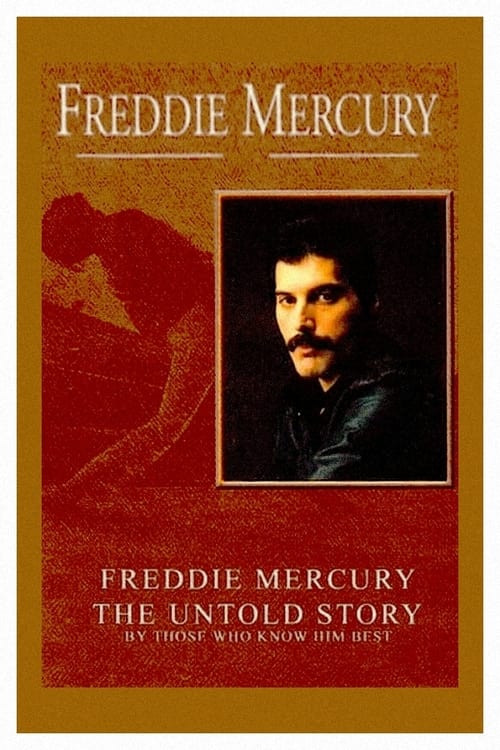 FREDDIE MERCURY
FREDDIE MERCURY
THE UNTOLD STORY
BY THOSE WHO KNOW HIM BEST